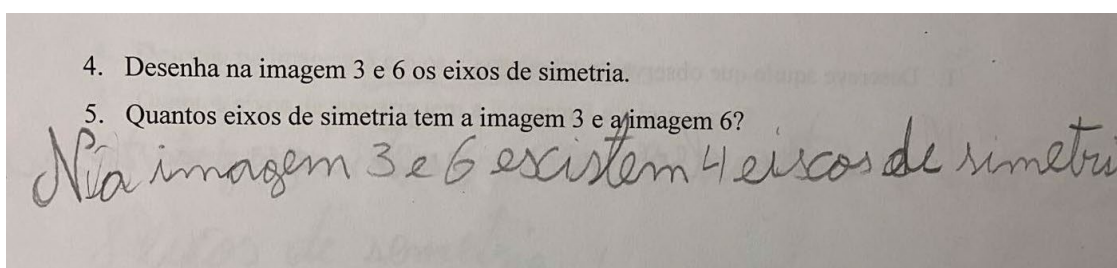 4. Desenha na imagem 3 e 6 os eixos de simetria.
5. Quantos eixos de simetria tem a imagem 3 e a imagem 6?
Na imagem 3 e 6 escistem 4 eiscos de simetri